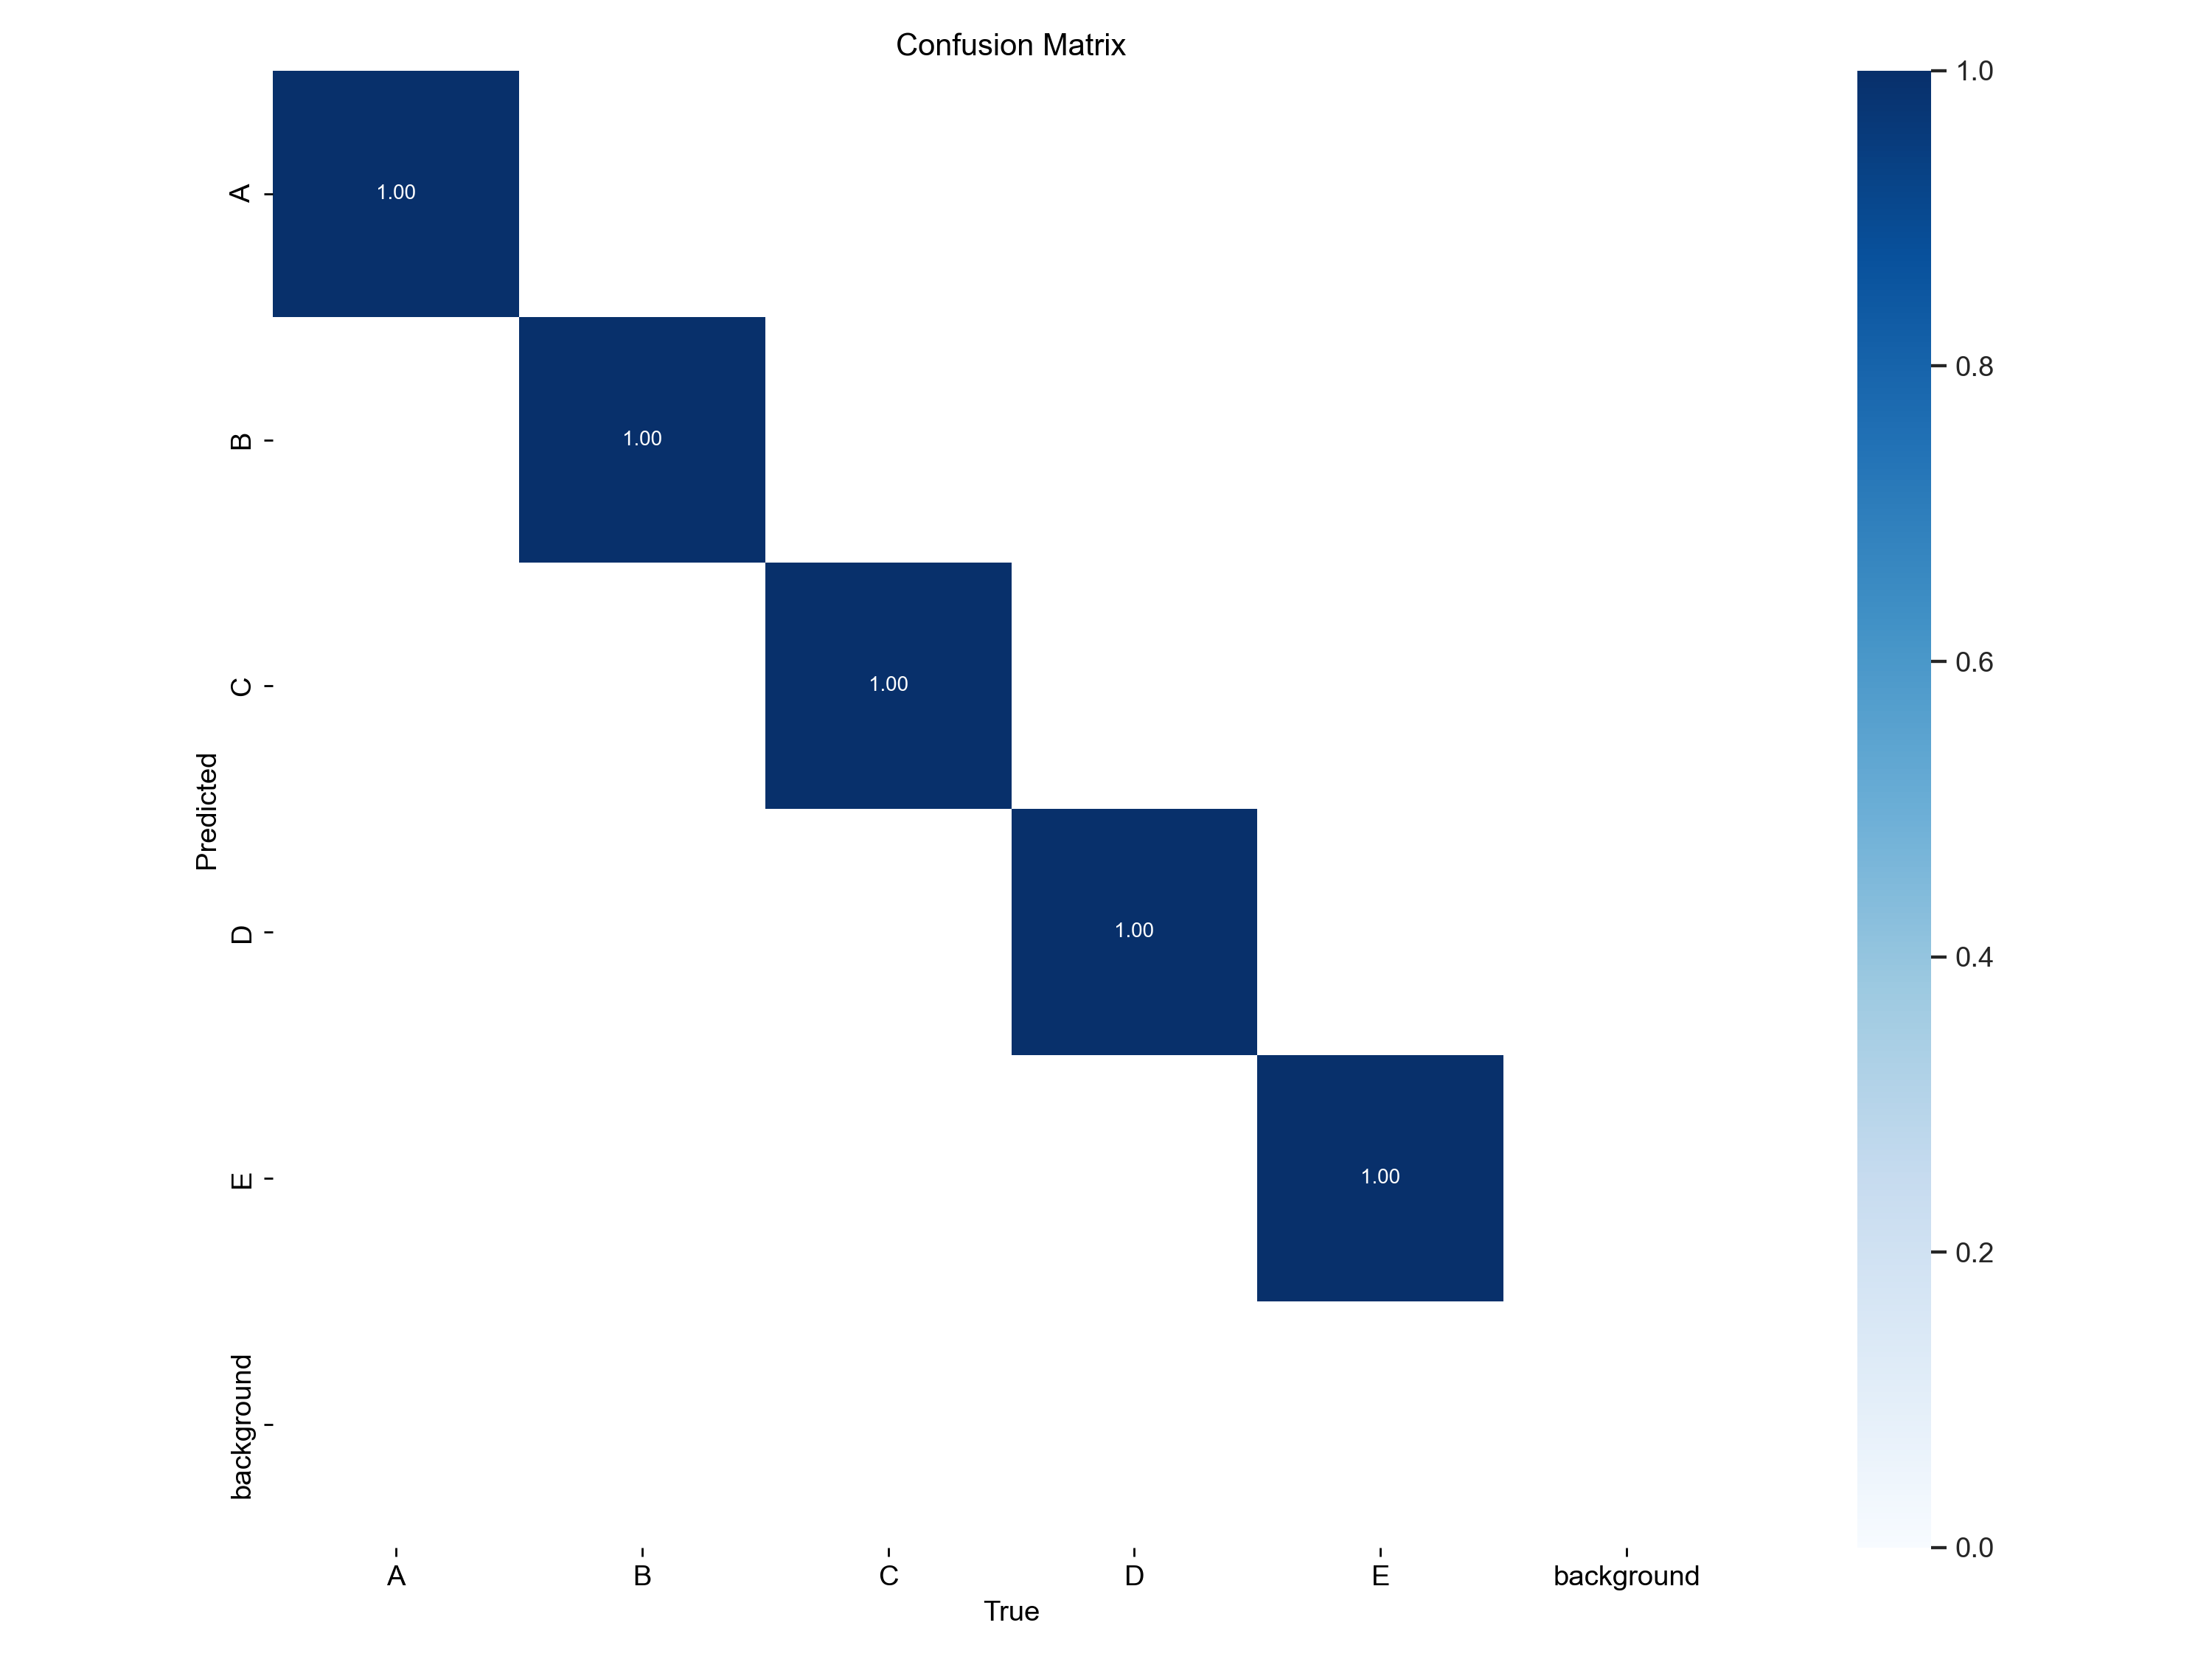 Confusion Matrix
A
1.00
B
1.00
C
1.00
D
1.00
E
1.00
background
Predicted
A B C D E background
True
1.0
0.8
0.6
0.4
0.2
0.0